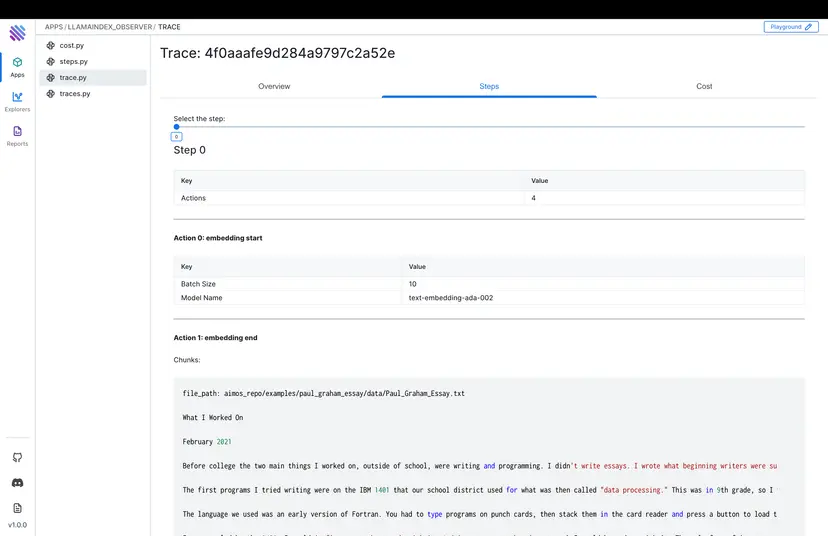 APPS / LLAMAINDEX_OBSERVER / TRACE
Playground
cost.py
steps.py
trace.py
traces.py
Apps
Explorers
Reports
v1.0.0
Trace: 4f0aaafe9d284a9797c2a52e
Overview Steps Cost
Select the step:
0
Step 0
Key Value
Actions 4
Action 0: embedding start
Key Value
Batch Size 10
Model Name text-embedding-ada-002
Action 1: embedding end
Chunks:
file_path: aimos_repo/examples/paul_graham_essay/data/Paul_Graham_Essay.txt
What I Worked On
February 2021
Before college the two main things I worked on, outside of school, were writing and programming. I didn't write essays. I wrote what beginning writers were su
The first programs I tried writing were on the IBM 1401 that our school district used for what was then called "data processing." This was in 9th grade, so I
The language we used was an early version of Fortran. You had to type programs on punch cards, then stack them in the card reader and press a button to load t